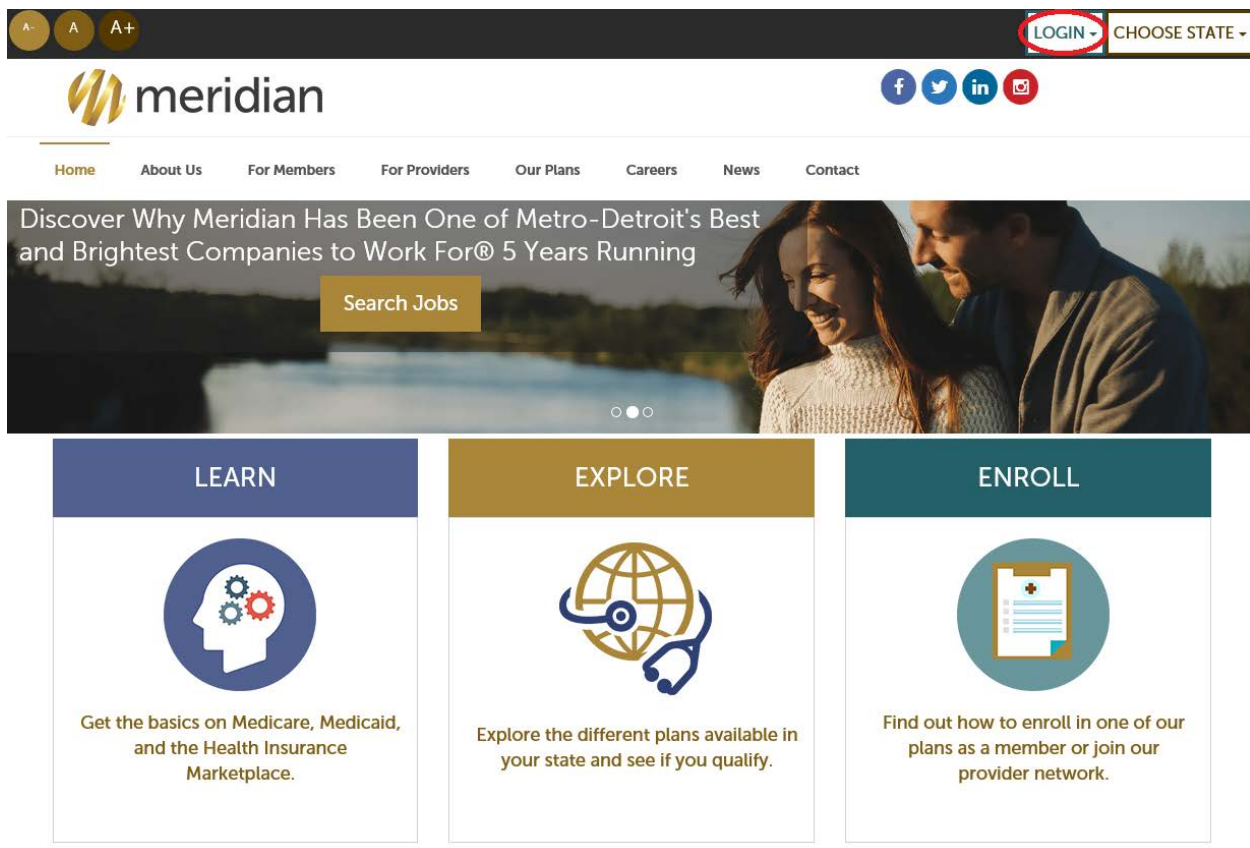 A- A A+ LOGIN CHOOSE STATE
meridian
Home About Us For Members For Providers Our Plans Careers News Contact
Discover Why Meridian Has Been One of Metro-Detroit's Best
and Brightest Companies to Work For® 5 Years Running
Search Jobs
LEARN
Get the basics on Medicare, Medicaid,
and the Health Insurance
Marketplace.
EXPLORE
Explore the different plans available in
your state and see if you qualify.
ENROLL
Find out how to enroll in one of our
plans as a member or join our
provider network.